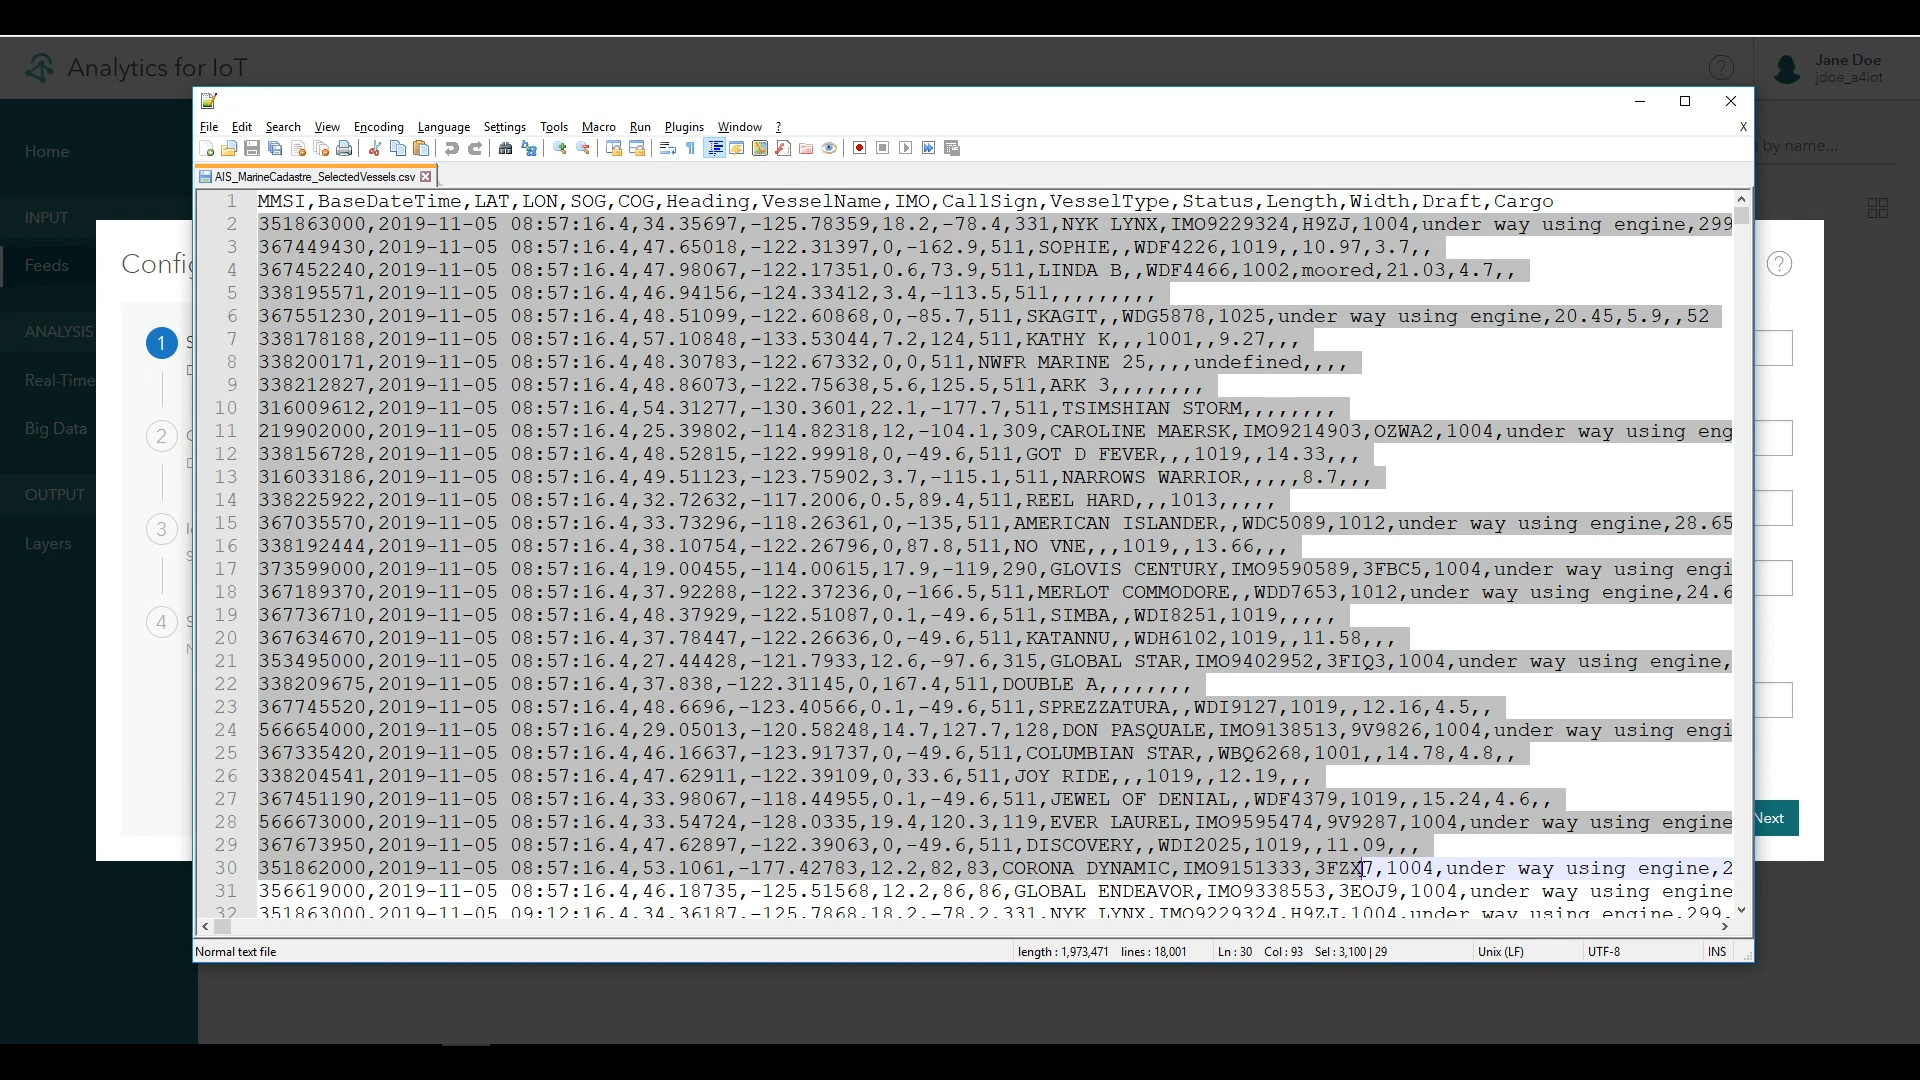 Analytics for IoT
Jane Doe
jdoe_a4iot
Home
INPUT
Feeds
ANALYSIS
Real-Time
Big Data
OUTPUT
Layers
by name...
Confi
1
2
3
4
Next
File Edit Search View Encoding Language Settings Tools Macro Run Plugins Window ?
X
AIS_MarineCadastre_SelectedVessels.csv
1 MMSI,BaseDateTime,LAT,LON,SOG,COG,Heading,VesselName,IMO,CallSign,VesselType,Status,Length,Width,Draft,Cargo
2 351863000,2019-11-05 08:57:16.4,34.35697,-125.78359,18.2,-78.4,331,NYK LYNX,IMO9229324,H9ZJ,1004,under way using engine,299
3 367449430,2019-11-05 08:57:16.4,47.65018,-122.31397,0,-162.9,511,SOPHIE,,WDF4226,1019,,10.97,3.7,,
4 367452240,2019-11-05 08:57:16.4,47.98067,-122.17351,0.6,73.9,511,LINDA B,,WDF4466,1002,moored,21.03,4.7,,
5 338195571,2019-11-05 08:57:16.4,46.94156,-124.33412,3.4,-113.5,511,,,,,,,,,
6 367551230,2019-11-05 08:57:16.4,48.51099,-122.60868,0,-85.7,511,SKAGIT,,WDG5878,1025,under way using engine,20.45,5.9,,52
7 338178188,2019-11-05 08:57:16.4,57.10848,-133.53044,7.2,124,511,KATHY K,,,1001,,9.27,,,
8 338200171,2019-11-05 08:57:16.4,48.30783,-122.67332,0,0,511,NWFR MARINE 25,,,,undefined,,,,
9 338212827,2019-11-05 08:57:16.4,48.86073,-122.75638,5.6,125.5,511,ARK 3,,,,,,,,
10 316009612,2019-11-05 08:57:16.4,54.31277,-130.3601,22.1,-177.7,511,TSIMSHIAN STORM,,,,,,,,
11 219902000,2019-11-05 08:57:16.4,25.39802,-114.82318,12,-104.1,309,CAROLINE MAERSK,IMO9214903,OZWA2,1004,under way using eng
12 338156728,2019-11-05 08:57:16.4,48.52815,-122.99918,0,-49.6,511,GOT D FEVER,,,1019,,14.33,,,
13 316033186,2019-11-05 08:57:16.4,49.51123,-123.75902,3.7,-115.1,511,NARROWS WARRIOR,,,,,8.7,,,
14 338225922,2019-11-05 08:57:16.4,32.72632,-117.2006,0.5,89.4,511,REEL HARD,,,1013,,,,,
15 367035570,2019-11-05 08:57:16.4,33.73296,-118.26361,0,-135,511,AMERICAN ISLANDER,,WDC5089,1012,under way using engine,28.65
16 338192444,2019-11-05 08:57:16.4,38.10754,-122.26796,0,87.8,511,NO VNE,,,1019,,13.66,,,
17 373599000,2019-11-05 08:57:16.4,19.00455,-114.00615,17.9,-119,290,GLOVIS CENTURY,IMO9590589,3FBC5,1004,under way using engi
18 367189370,2019-11-05 08:57:16.4,37.92288,-122.37236,0,-166.5,511,MERLOT COMMODORE,,WDD7653,1012,under way using engine,24.6
19 367736710,2019-11-05 08:57:16.4,48.37929,-122.51087,0.1,-49.6,511,SIMBA,,WDI8251,1019,,,,,
20 367634670,2019-11-05 08:57:16.4,37.78447,-122.26636,0,-49.6,511,KATANNU,,WDH6102,1019,,11.58,,,
21 353495000,2019-11-05 08:57:16.4,27.44428,-121.7933,12.6,-97.6,315,GLOBAL STAR,IMO9402952,3FIQ3,1004,under way using engine,
22 338209675,2019-11-05 08:57:16.4,37.838,-122.31145,0,167.4,511,DOUBLE A,,,,,,,,
23 367745520,2019-11-05 08:57:16.4,48.6696,-123.40566,0.1,-49.6,511,SPREZZATURA,,WDI9127,1019,,12.16,4.5,,
24 566654000,2019-11-05 08:57:16.4,29.05013,-120.58248,14.7,127.7,128,DON PASQUALE,IMO9138513,9V9826,1004,under way using engi
25 367335420,2019-11-05 08:57:16.4,46.16637,-123.91737,0,-49.6,511,COLUMBIAN STAR,,WBQ6268,1001,,14.78,4.8,,
26 338204541,2019-11-05 08:57:16.4,47.62911,-122.39109,0,33.6,511,JOY RIDE,,,1019,,12.19,,,
27 367451190,2019-11-05 08:57:16.4,33.98067,-118.44955,0.1,-49.6,511,JEWEL OF DENIAL,,WDF4379,1019,,15.24,4.6,,
28 566673000,2019-11-05 08:57:16.4,33.54724,-128.0335,19.4,120.3,119,EVER LAUREL,IMO9595474,9V9287,1004,under way using engine
29 367673950,2019-11-05 08:57:16.4,47.62897,-122.39063,0,-49.6,511,DISCOVERY,,WDI2025,1019,,11.09,,,
30 351862000,2019-11-05 08:57:16.4,53.1061,-177.42783,12.2,82,83,CORONA DYNAMIC,IMO9151333,3FZX7,1004,under way using engine,2
31 356619000,2019-11-05 08:57:16.4,46.18735,-125.51568,12.2,86,86,GLOBAL ENDEAVOR,IMO9338553,3EOJ9,1004,under way using engine
32 351863000,2019-11-05 09:12:16.4,34.36187,-125.7868,18.2,-78.2,331,NYK LYNX,IMO9229324,H9ZJ,1004,under way using engine,299.
Normal text file length : 1,973,471 lines : 18,001 Ln : 30 Col : 93 Sel : 3,100 | 29 Unix (LF) UTF-8 INS